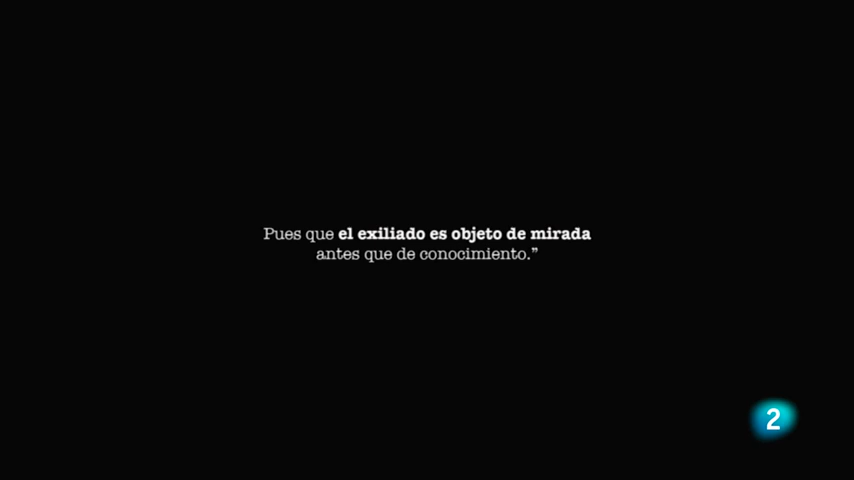 Pues que el exiliado es objeto de mirada
antes que de conocimiento.”
2